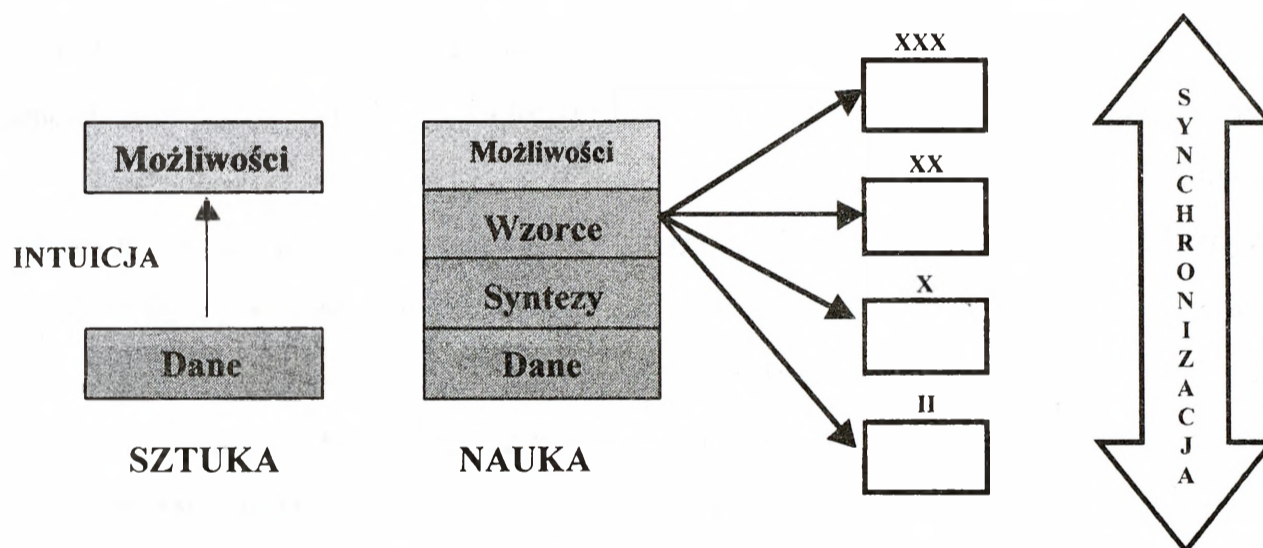 Możliwości
INTUICJA
Dane
SZTUKA
Możliwości
Wzorce
Syntezy
Dane
NAUKA
XXX
XX
X
II
SYNCHRONIZACJA